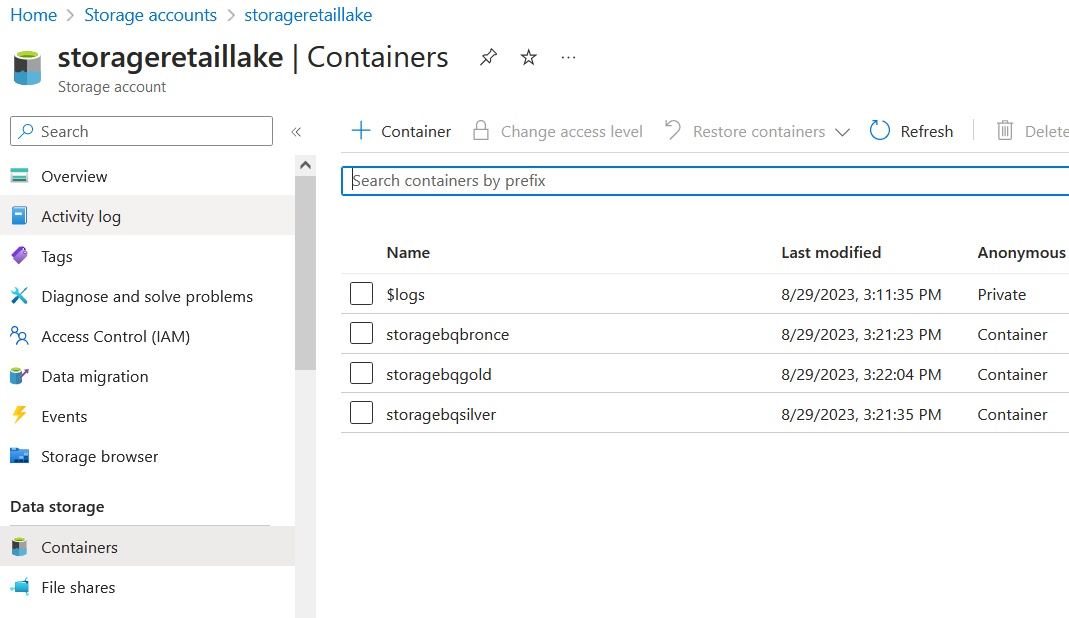 Home > Storage accounts > storageretaillake
storageretaillake | Containers
Storage account
Search
+ Container Change access level Restore containers Refresh Delete
Search containers by prefix
Overview
Activity log
Tags
Diagnose and solve problems
Access Control (IAM)
Data migration
Events
Storage browser
Data storage
Containers
File shares
Name Last modified Anonymous
$logs 8/29/2023, 3:11:35 PM Private
storagebqbronce 8/29/2023, 3:21:23 PM Container
storagebqgold 8/29/2023, 3:22:04 PM Container
storagebqsilver 8/29/2023, 3:21:35 PM Container